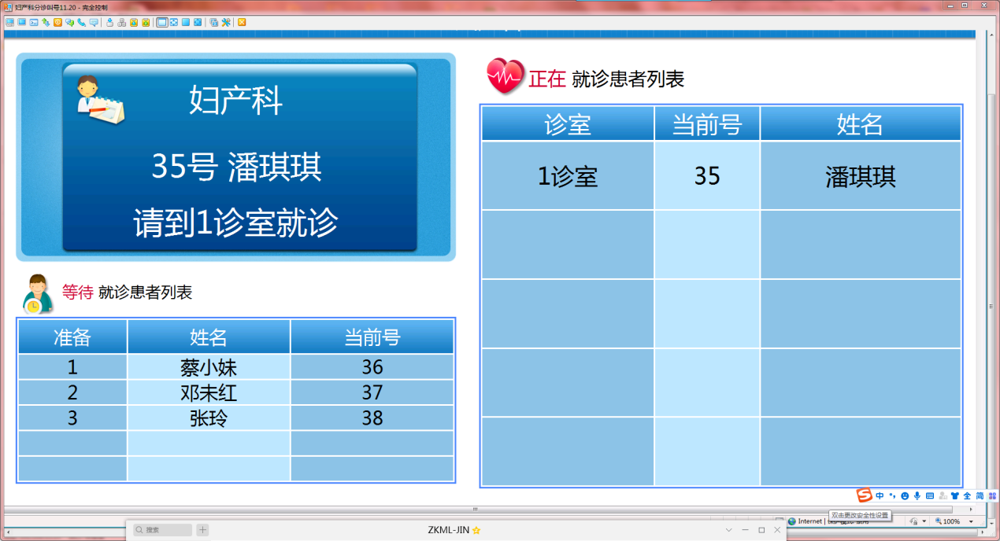 妇产科分诊叫号11.20 - 完全控制
妇产科
35号 潘琪琪
请到1诊室就诊
等待 就诊患者列表
准备 姓名 当前号
1 蔡小妹 36
2 邓未红 37
3 张玲 38
正在 就诊患者列表
诊室 当前号 姓名
1诊室 35 潘琪琪
中 全 简
双击更改安全性设置
Internet |
100%
搜索
ZKML-JIN